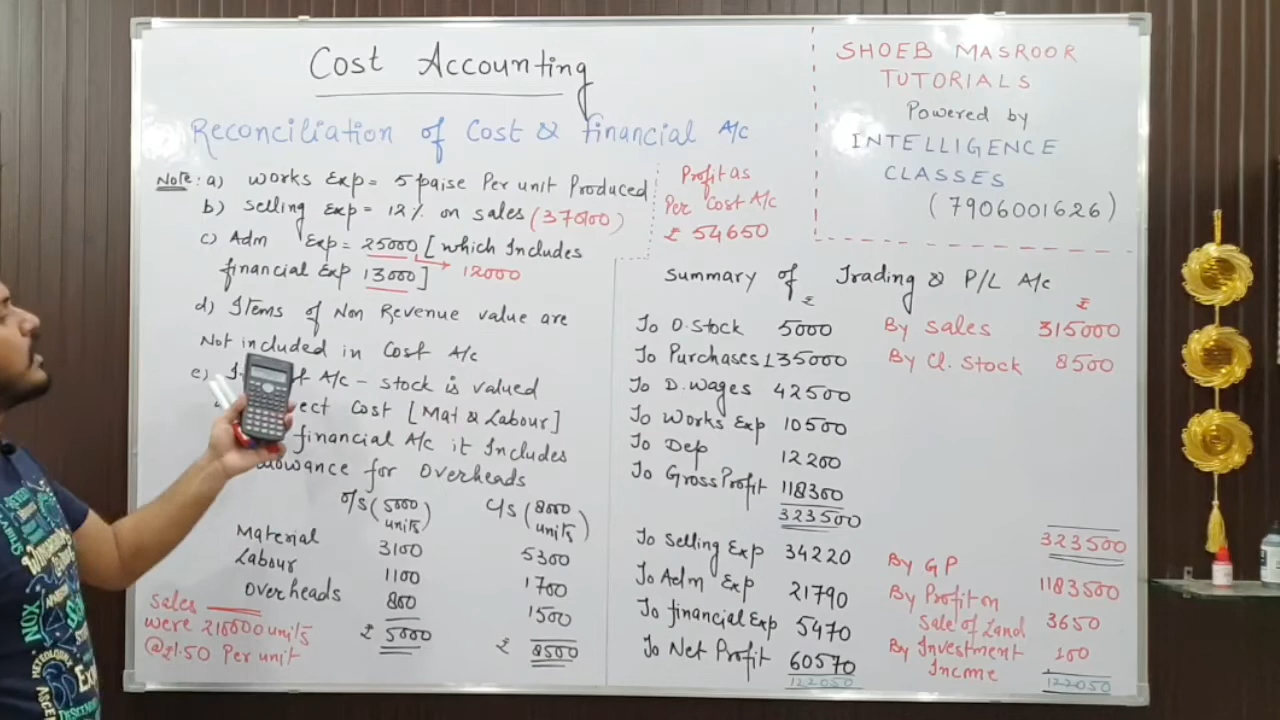 Cost Accounting
Reconciliation of Cost & financial A/c
SHOEB MASROOR
TUTORIALS
Powered by
INTELLIGENCE
CLASSES
(7906001626)
Note: a) works Exp = 5 paise Per unit Produced
b) selling Exp = 12% on sales
c) Adm Exp = 25000 [which Includes
financial Exp 13000] 12000
d) Items of Non Revenue value are
Not included in Cost A/c
e) A/c - stock is valued
Cost [Mat & Labour]
financial A/c it Includes
for Overheads
O/S (5000 units) C/S (8000 units)
Material 3100 5300
Labour 1100 1700
Overheads 800 1500
₹ 5000 ₹ 8500
sales
were 210000 units
@₹1.50 Per unit
Profit as
Per Cost A/c
₹ 54650
Summary of Trading & P/L A/c
₹ ₹
To O.Stock 5000 By Sales 315000
To Purchases 135000 By Cl. Stock 8500
To D. Wages 42500
To Works Exp 10500
To Dep 12200
To Gross Profit 118300
323500 323500
To Selling Exp 34220 By GP 1183500
To Adm Exp 21790 By Profit on
Sale of Land 3650
To financial Exp 5470 By Investment
Income 100
To Net Profit 60570
122050 122050